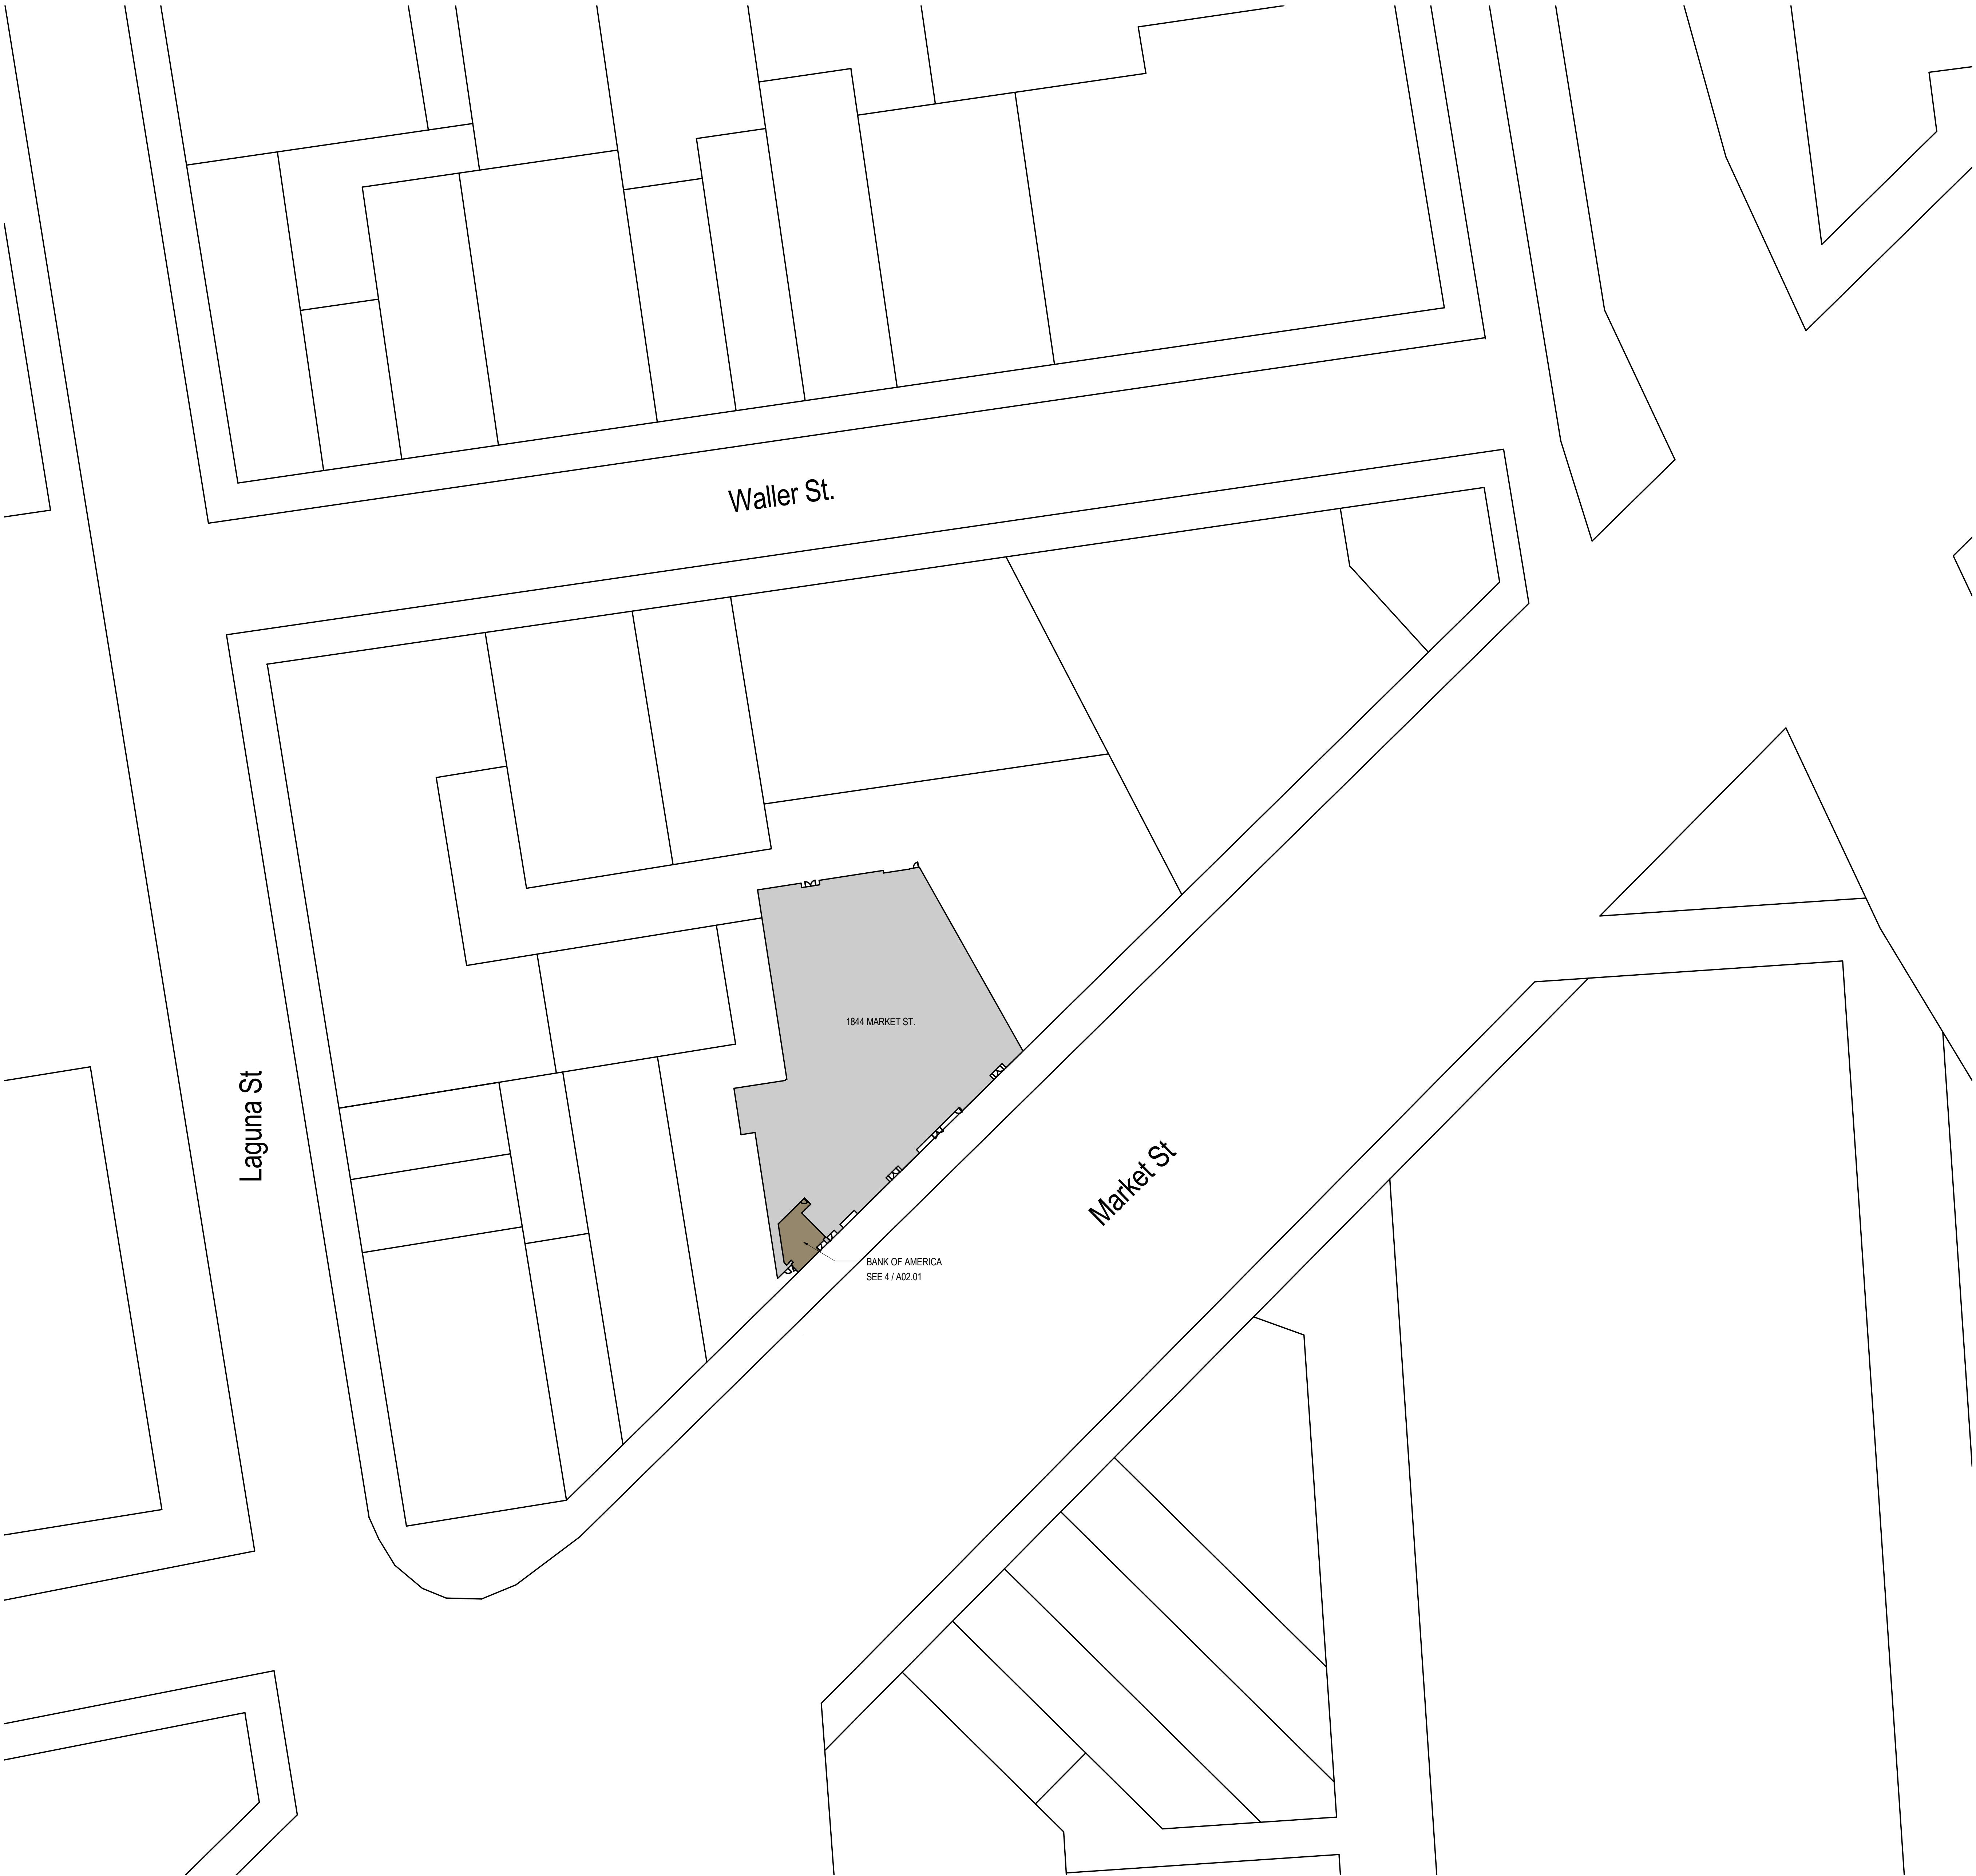 Waller St.
1844 MARKET ST.
Laguna St
Market St
BANK OF AMERICA
SEE 4 / A02.01